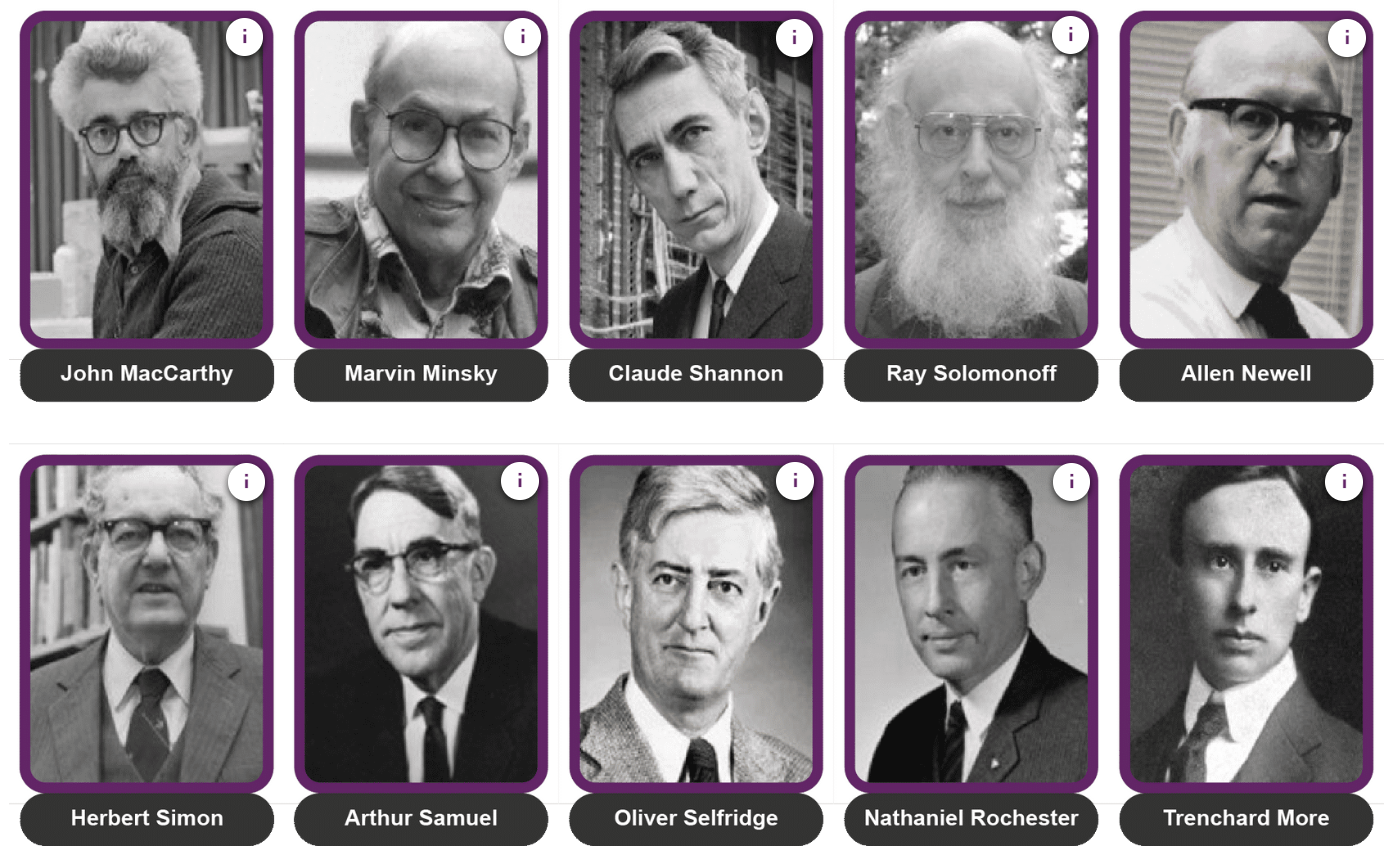 i
i
i
i
i
John MacCarthy
Marvin Minsky
Claude Shannon
Ray Solomonoff
Allen Newell
i
i
i
i
i
Herbert Simon
Arthur Samuel
Oliver Selfridge
Nathaniel Rochester
Trenchard More